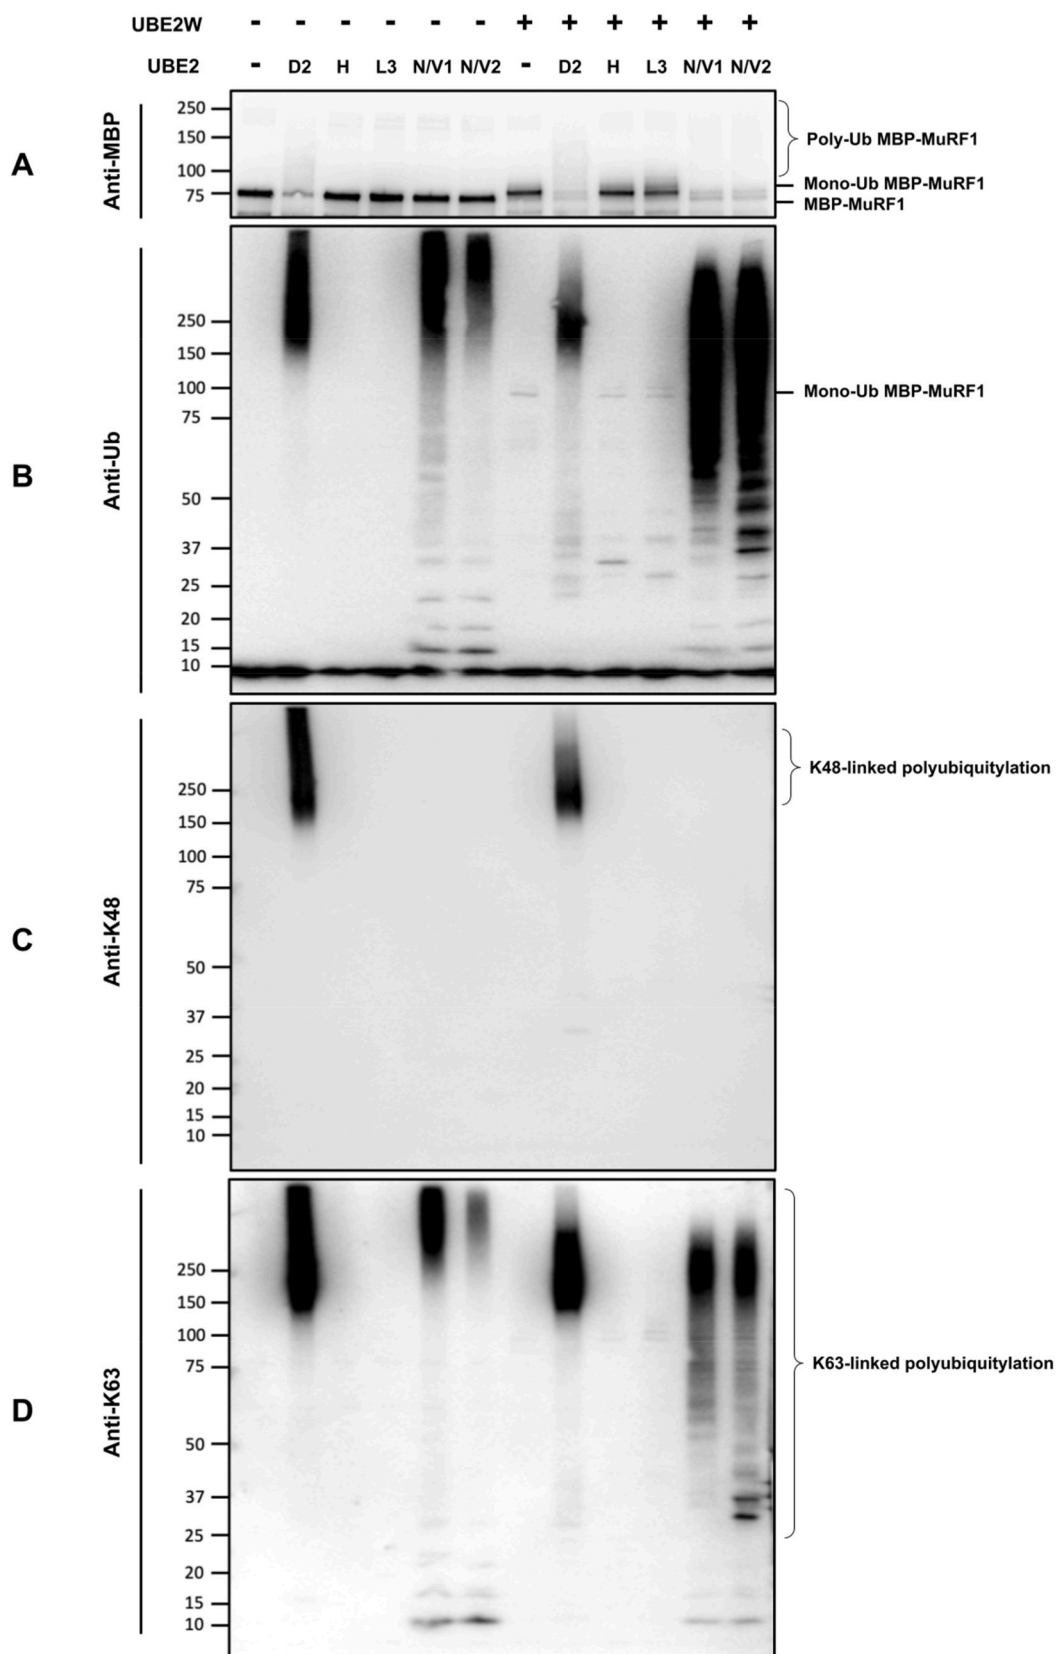 UBE2W - - - - - - + + + + + +
UBE2 - D2 H L3 N/V1 N/V2 - D2 H L3 N/V1 N/V2
A
Anti-MBP
250
150
100
75
Poly-Ub MBP-MuRF1
Mono-Ub MBP-MuRF1
MBP-MuRF1
B
Anti-Ub
250
150
100
75
50
37
25
20
15
10
Mono-Ub MBP-MuRF1
C
Anti-K48
250
150
100
75
50
37
25
20
15
10
K48-linked polyubiquitylation
D
Anti-K63
250
150
100
75
50
37
25
20
15
10
K63-linked polyubiquitylation